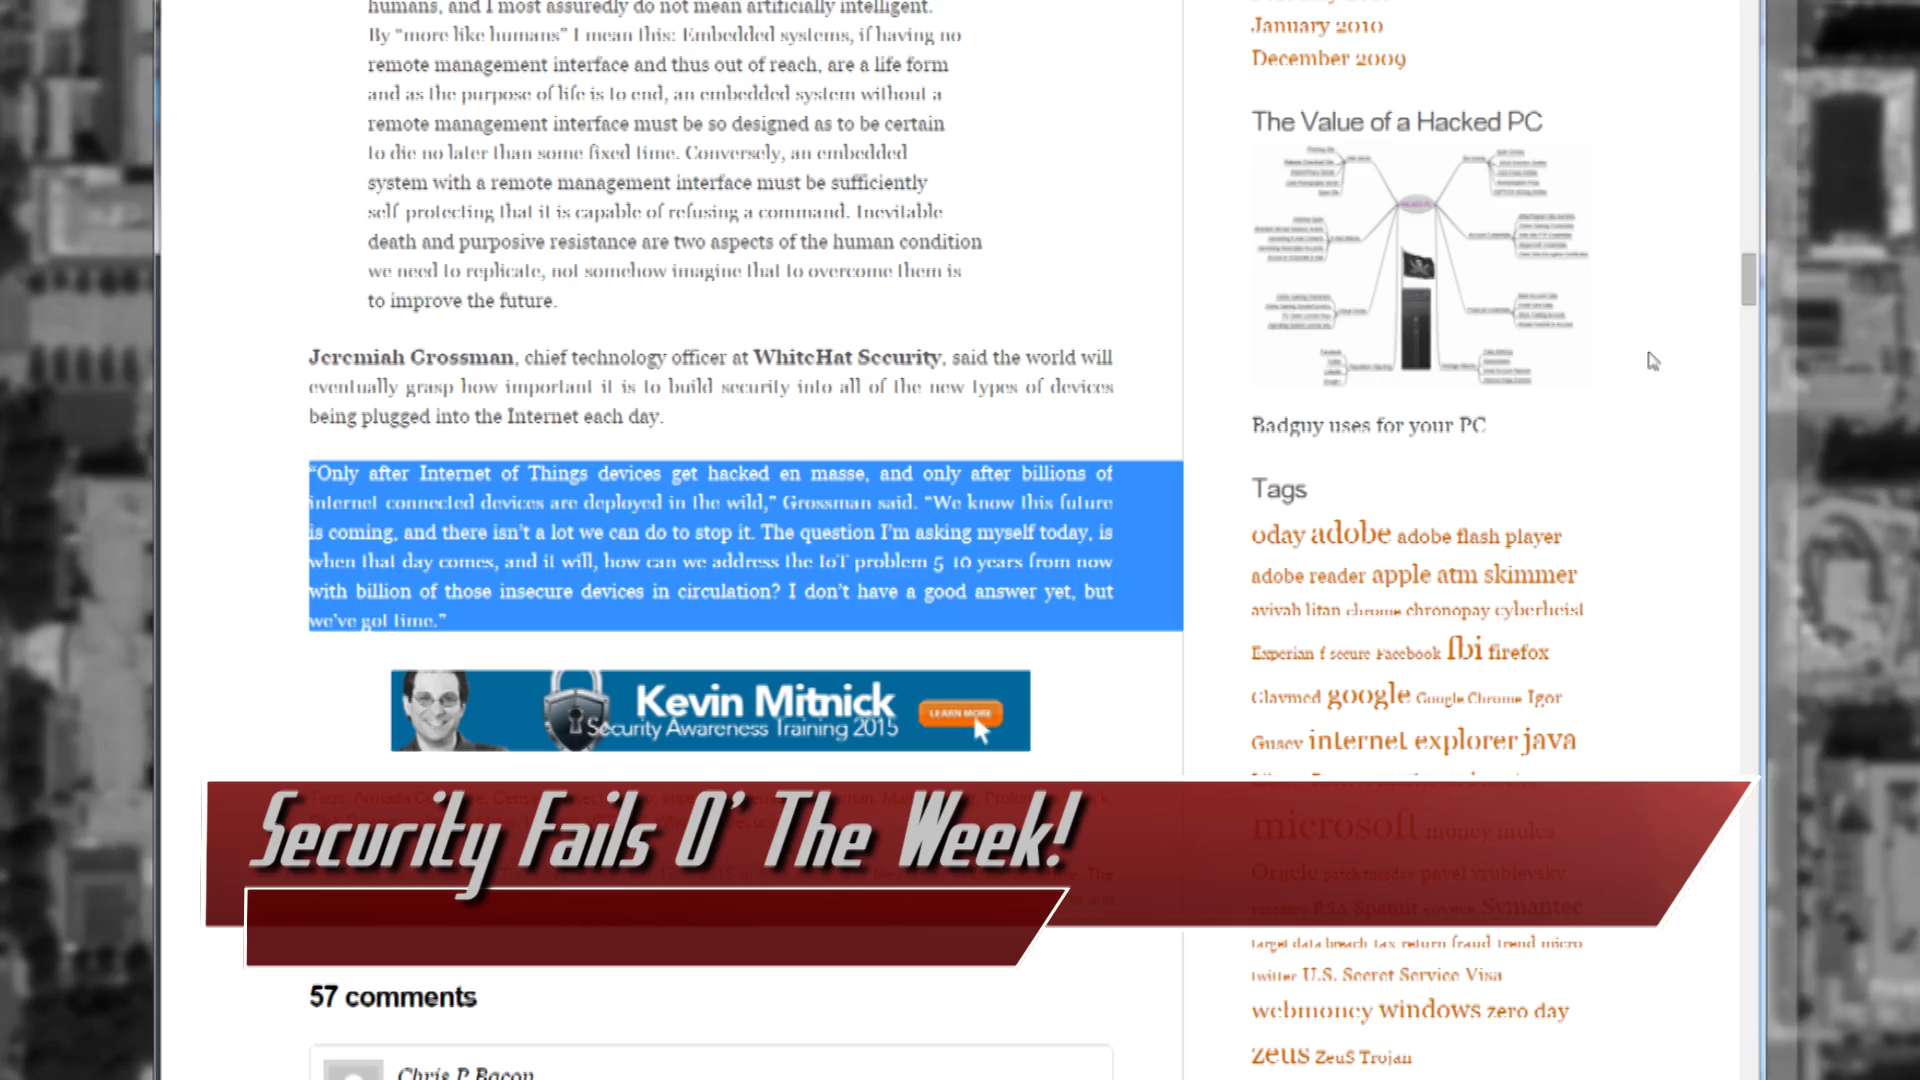 humans, and I most assuredly do not mean artificially intelligent.
By “more like humans” I mean this: Embedded systems, if having no
remote management interface and thus out of reach, are a life form
and as the purpose of life is to end, an embedded system without a
remote management interface must be so designed as to be certain
to die no later than some fixed time. Conversely, an embedded
system with a remote management interface must be sufficiently
self protecting that it is capable of refusing a command. Inevitable
death and purposive resistance are two aspects of the human condition
we need to replicate, not somehow imagine that to overcome them is
to improve the future.
Jeremiah Grossman, chief technology officer at WhiteHat Security, said the world will
eventually grasp how important it is to build security into all of the new types of devices
being plugged into the Internet each day.
“Only after Internet of Things devices get hacked en masse, and only after billions of
internet connected devices are deployed in the wild,” Grossman said. “We know this future
is coming, and there isn’t a lot we can do to stop it. The question I’m asking myself today, is
when that day comes, and it will, how can we address the IoT problem 5 10 years from now
with billion of those insecure devices in circulation? I don’t have a good answer yet, but
we’ve got time.”
Kevin Mitnick
Security Awareness Training 2015
LEARN MORE
Security Fails O' The Week!
57 comments
Chris P Bacon
January 2010
December 2009
The Value of a Hacked PC
HACKED PC
Badguy uses for your PC
Tags
0day adobe adobe flash player
adobe reader apple atm skimmer
avivah litan chrome chronopay cyberheist
Experian f secure Facebook fbi firefox
Glavmed google Google Chrome Igor
Gusev internet explorer java
microsoft money mules
Oracle patch tuesday pavel vrublevsky
RSA Spamit Symantec
target data breach tax return fraud trend micro
twitter U.S. Secret Service Visa
webmoney windows zero day
zeus ZeuS Trojan